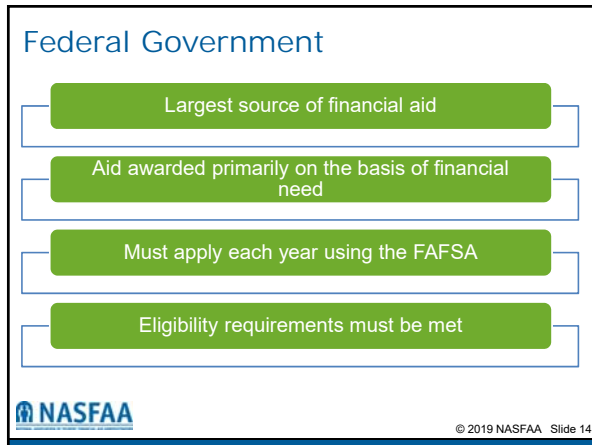 Federal Government
Largest source of financial aid
Aid awarded primarily on the basis of financial
need
Must apply each year using the FAFSA
Eligibility requirements must be met
NASFAA
© 2019 NASFAA Slide 14